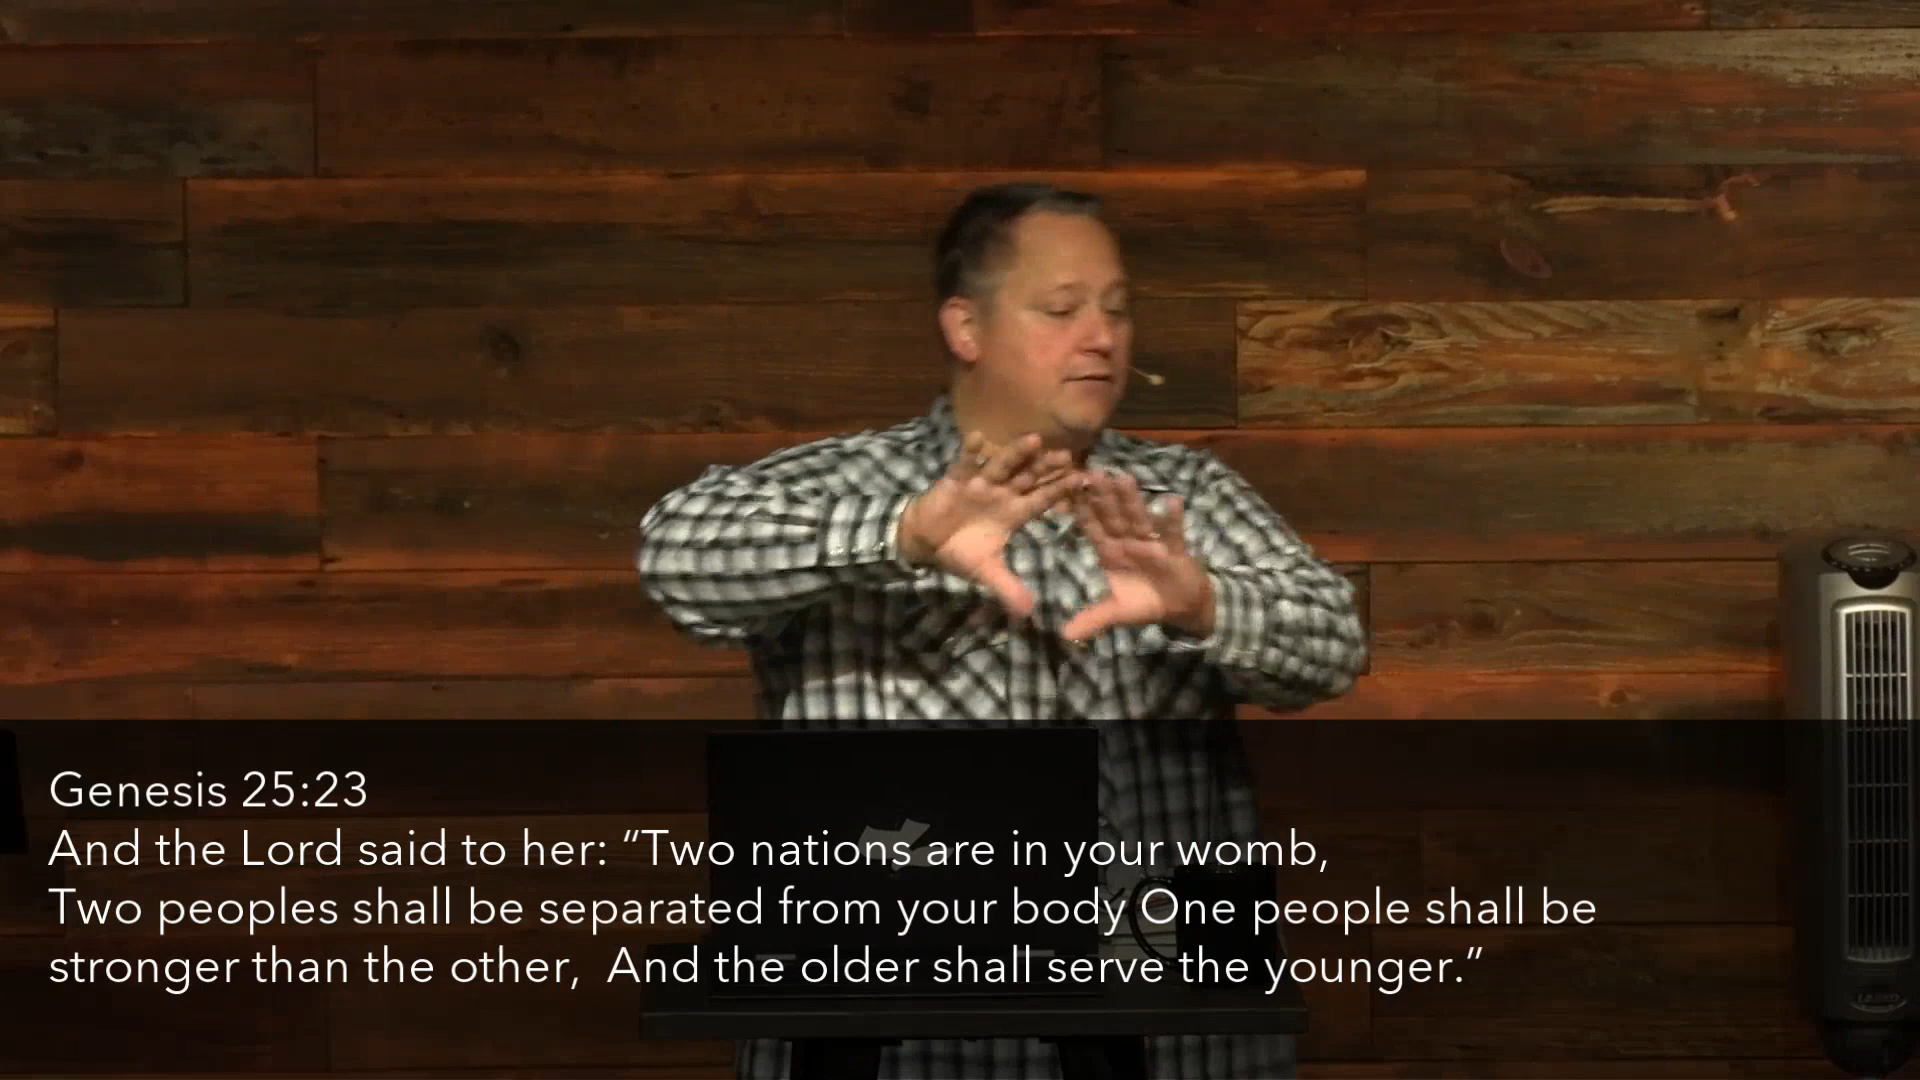 Genesis 25:23
And the Lord said to her: “Two nations are in your womb,
Two peoples shall be separated from your body One people shall be
stronger than the other,  And the older shall serve the younger.”
LASKO